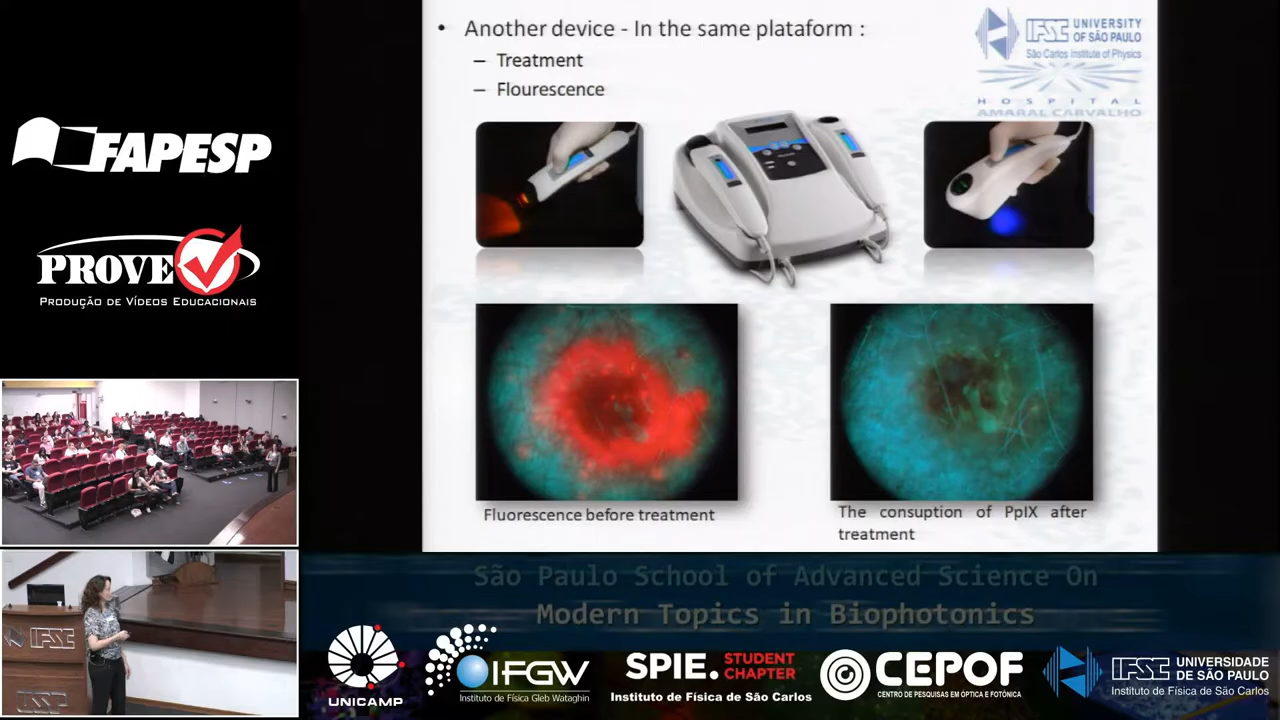 • Another device - In the same plataform :
– Treatment
– Flourescence
IFSC UNIVERSITY
OF SÃO PAULO
São Carlos Institute of Physics
HOSPITAL
AMARAL CARVALHO
FAPESP
PROVE
PRODUÇÃO DE VÍDEOS EDUCACIONAIS
Fluorescence before treatment
The consuption of PpIX after
treatment
IFSC
São Paulo School of Advanced Science On
Modern Topics in Biophotonics
UNICAMP
IFGW
Instituto de Física Gleb Wataghin
SPIE. STUDENT
CHAPTER
Instituto de Física de São Carlos
CEPOF
CENTRO DE PESQUISAS EM ÓPTICA E FOTÔNICA
IFSC UNIVERSIDADE
DE SÃO PAULO
Instituto de Física de São Carlos